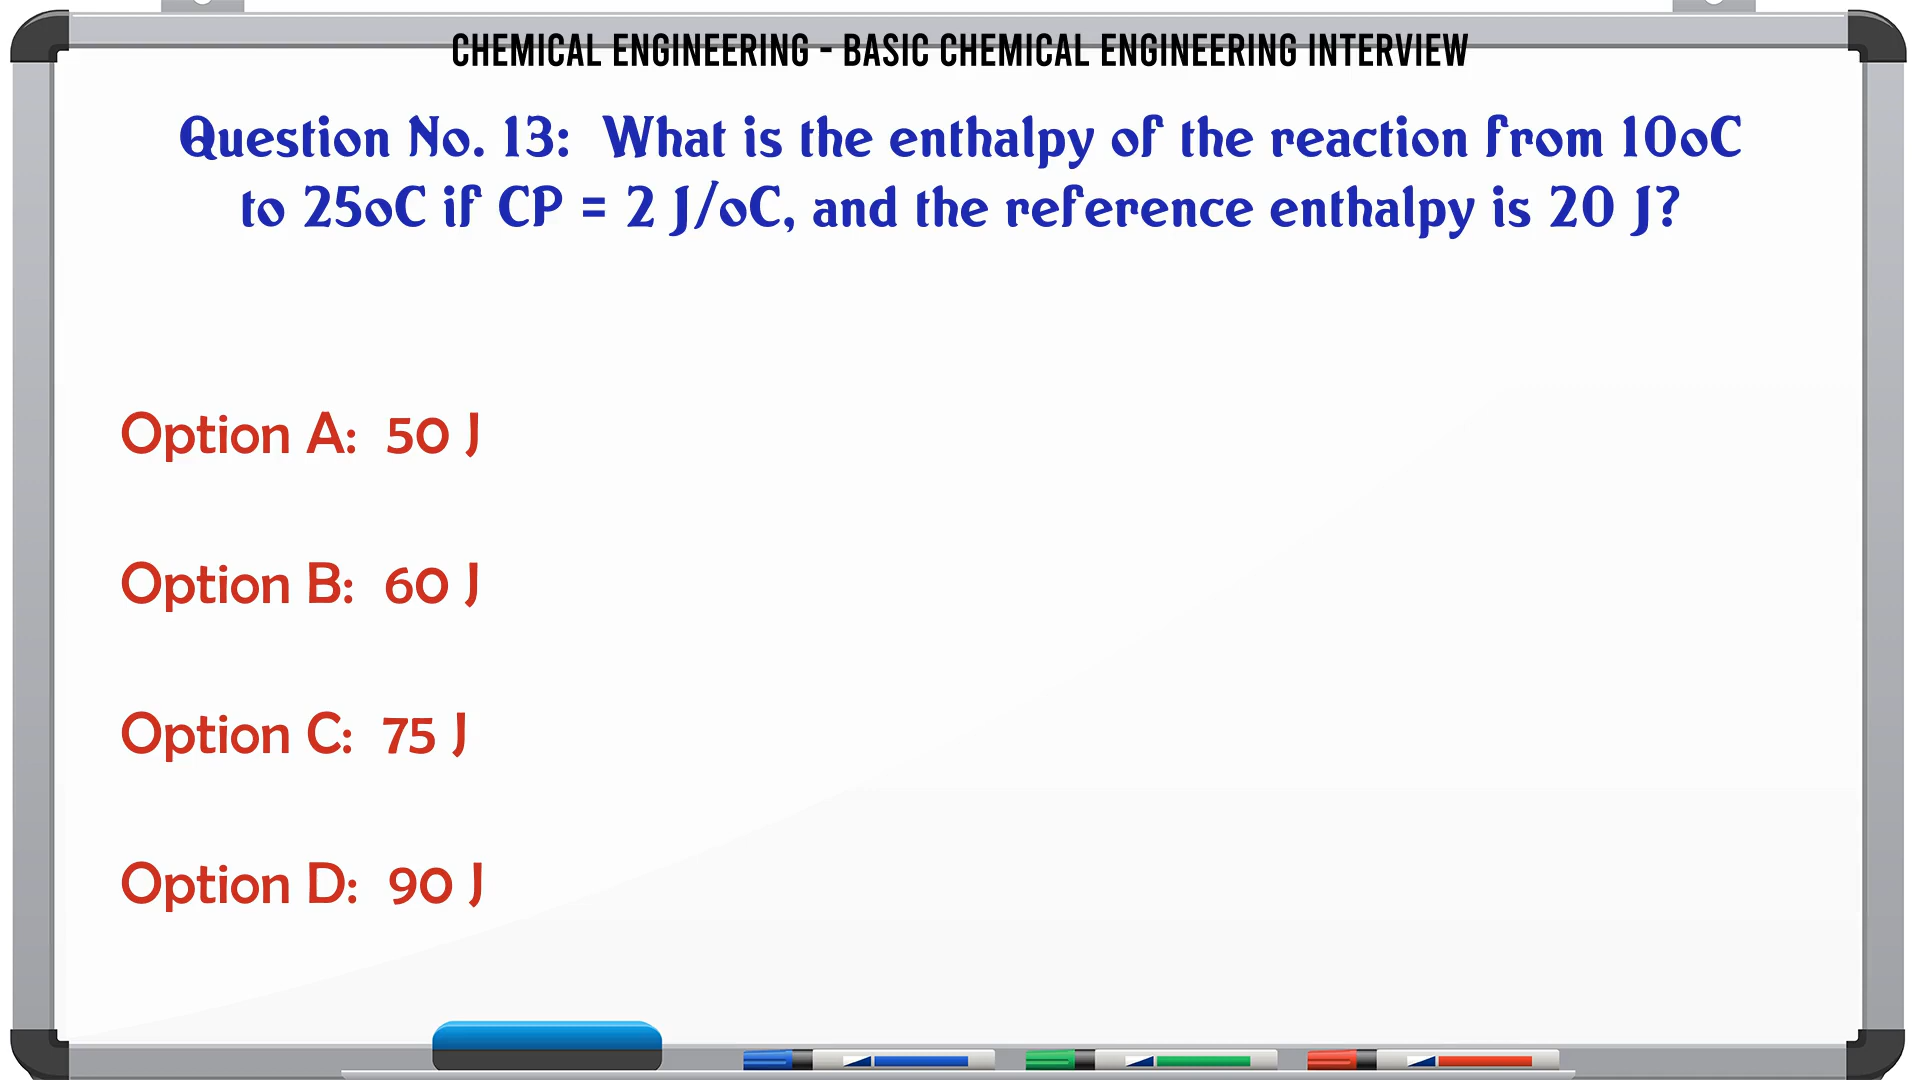 CHEMICAL ENGINEERING - BASIC CHEMICAL ENGINEERING INTERVIEW
Question No. 13: What is the enthalpy of the reaction from 10oC
to 25oC if CP = 2 J/oC, and the reference enthalpy is 20 J?
Option A: 50 J
Option B: 60 J
Option C: 75 J
Option D: 90 J